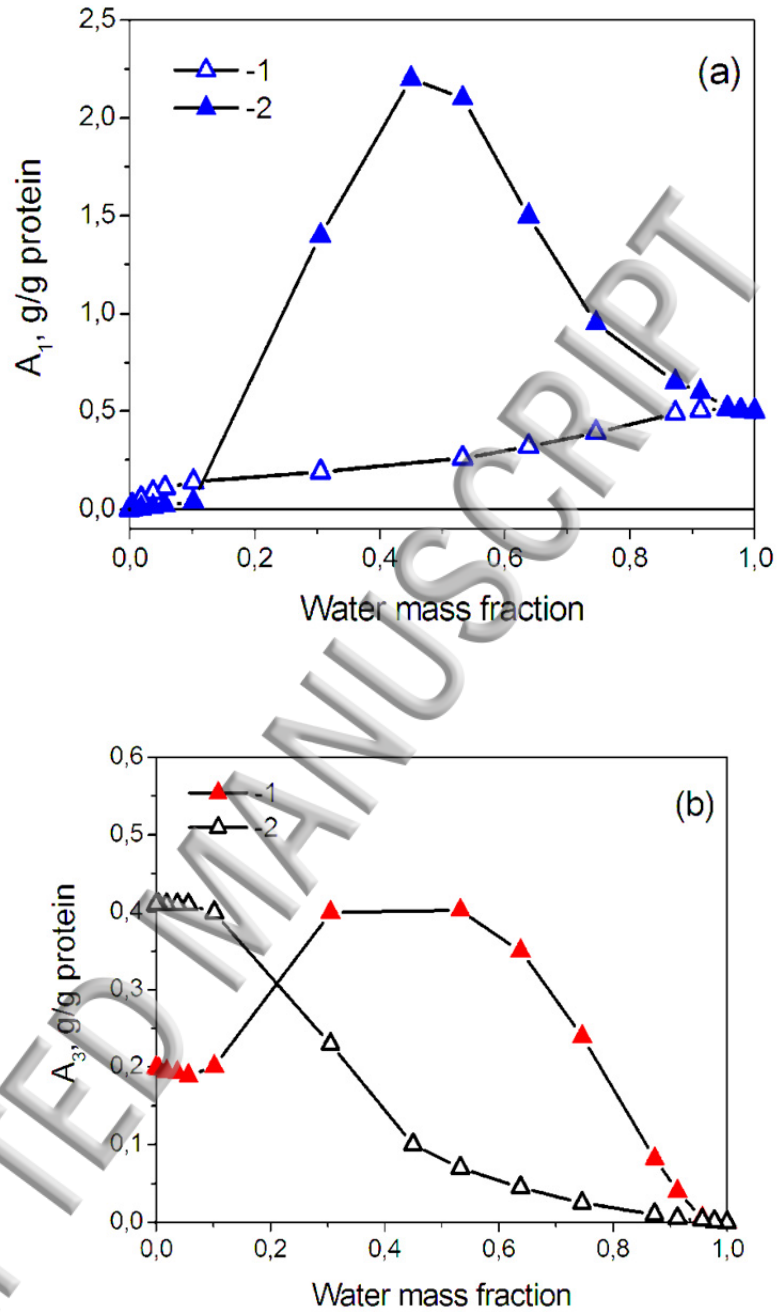 2,5
2,0
1,5
1,0
0,5
0,0
A1, g/g protein
-1
-2
(a)
0,0 0,2 0,4 0,6 0,8 1,0
Water mass fraction
0,6
0,5
0,4
0,3
0,2
0,1
0,0
A3, g/g protein
-1
-2
(b)
0,0 0,2 0,4 0,6 0,8 1,0
Water mass fraction
TED MANUSCRIPT